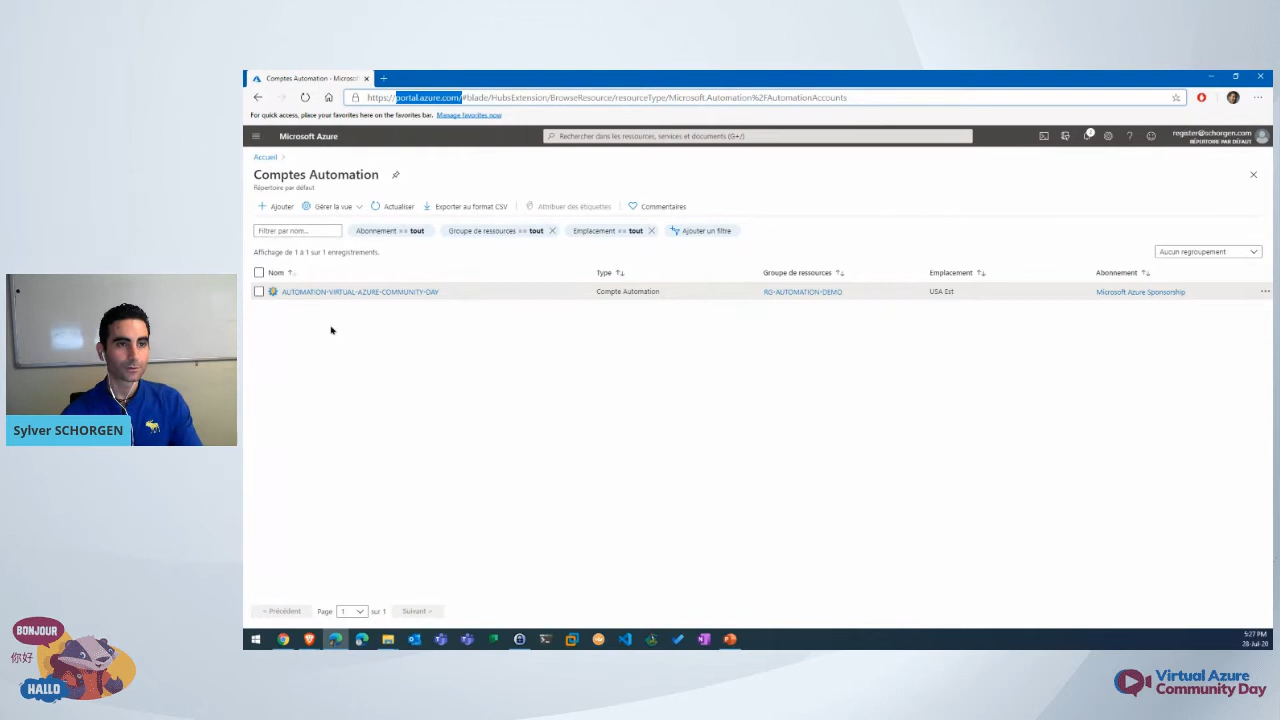 Comptes Automation - Microsof
https://portal.azure.com/#blade/HubsExtension/BrowseResource/resourceType/Microsoft.Automation%2FAutomationAccounts
For quick access, place your favorites here on the favorites bar. Manage favorites now
Microsoft Azure
Rechercher dans les ressources, services et documents (G+/)
register@schorgen.com
RÉPERTOIRE PAR DÉFAUT
Accueil >
Comptes Automation
Répertoire par défaut
Ajouter Gérer la vue Actualiser Exporter au format CSV Attribuer des étiquettes Commentaires
Filtrer par nom... Abonnement == tout Groupe de ressources == tout Emplacement == tout Ajouter un filtre
Affichage de 1 à 1 sur 1 enregistrements. Aucun regroupement
Nom Type Groupe de ressources Emplacement Abonnement
AUTOMATION-VIRTUAL-AZURE-COMMUNITY-DAY Compte Automation RG-AUTOMATION-DEMO USA Est Microsoft Azure Sponsorship
Sylver SCHORGEN
< Précédent Page 1 sur 1 Suivant >
5:27 PM
28-Jul-20
BONJOUR
你好
HALLO
Virtual Azure
Community Day